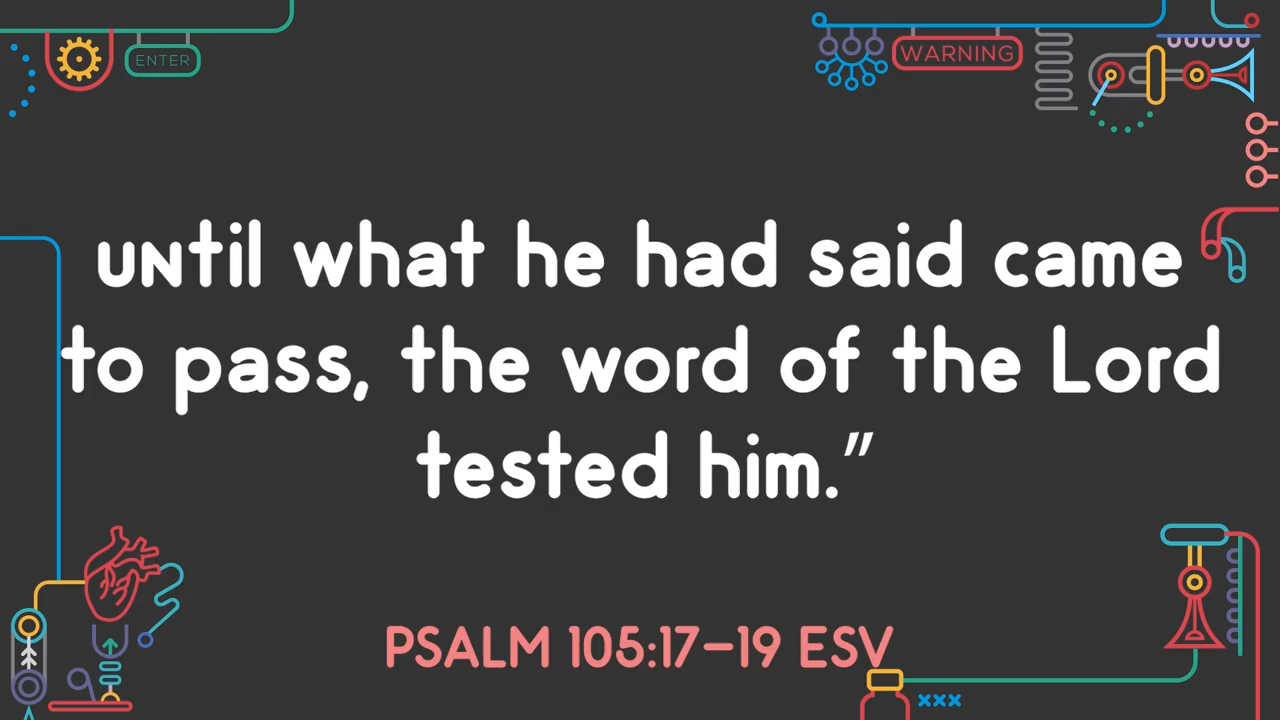 ENTER
WARNING
until what he had said came
to pass, the word of the Lord
tested him.”
PSALM 105:17–19 ESV
xxx